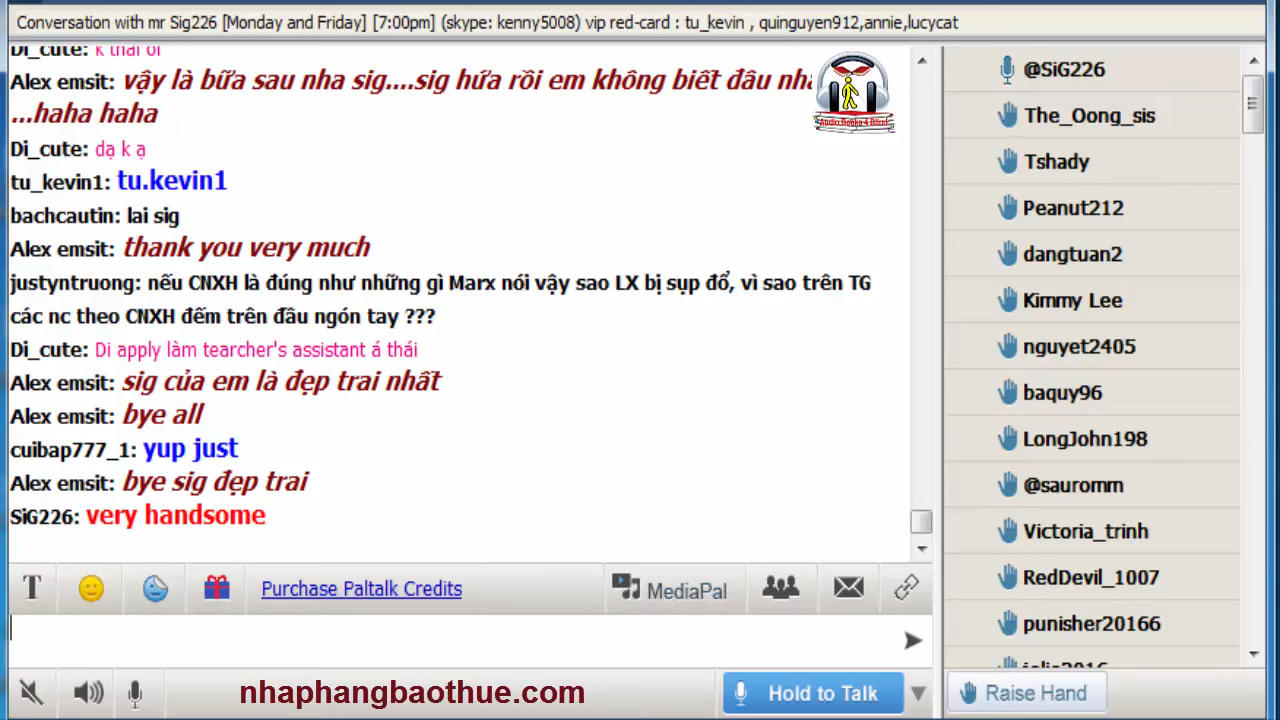 Conversation with mr Sig226 [Monday and Friday] [7:00pm] (skype: kenny5008) vip red-card : tu_kevin , quinguyen912,annie,lucycat
Di_cute: k thái ơi
Alex emsit: vậy là bữa sau nha sig....sig hứa rồi em không biết đâu nha
...haha haha
Di_cute: dạ k ạ
tu_kevin1: tu.kevin1
bachcautin: lai sig
Alex emsit: thank you very much
justyntruong: nếu CNXH là đúng như những gì Marx nói vậy sao LX bị sụp đổ, vì sao trên TG
các nc theo CNXH đếm trên đầu ngón tay ???
Di_cute: Di apply làm tearcher's assistant á thái
Alex emsit: sig của em là đẹp trai nhất
Alex emsit: bye all
cuibap777_1: yup just
Alex emsit: bye sig đẹp trai
SiG226: very handsome
Audio Books 4 Blind
@SiG226
The_Oong_sis
Tshady
Peanut212
dangtuan2
Kimmy Lee
nguyet2405
baquy96
LongJohn198
@sauromm
Victoria_trinh
RedDevil_1007
punisher20166
T
Purchase Paltalk Credits
MediaPal
nhaphangbaothue.com
Hold to Talk
Raise Hand